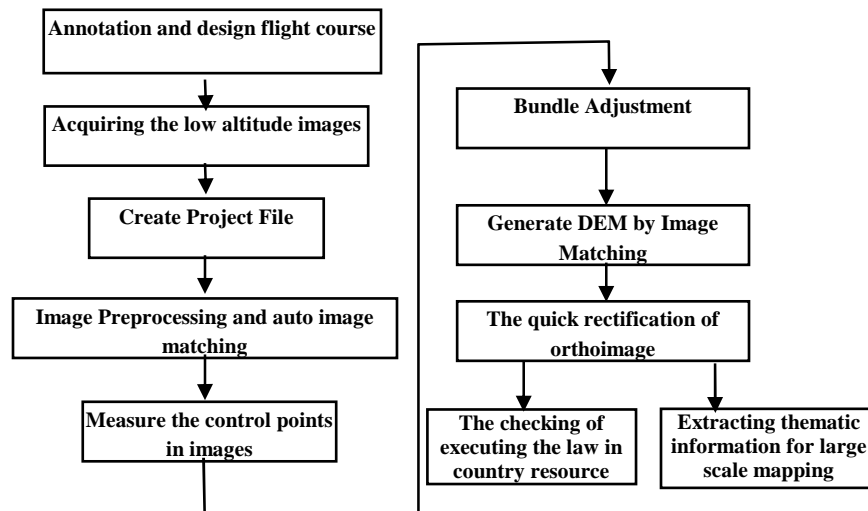 Annotation and design flight course
Acquiring the low altitude images
Create Project File
Image Preprocessing and auto image
matching
Measure the control points
in images
Bundle Adjustment
Generate DEM by Image
Matching
The quick rectification of
orthoimage
The checking of
executing the law in
country resource
Extracting thematic
information for large
scale mapping